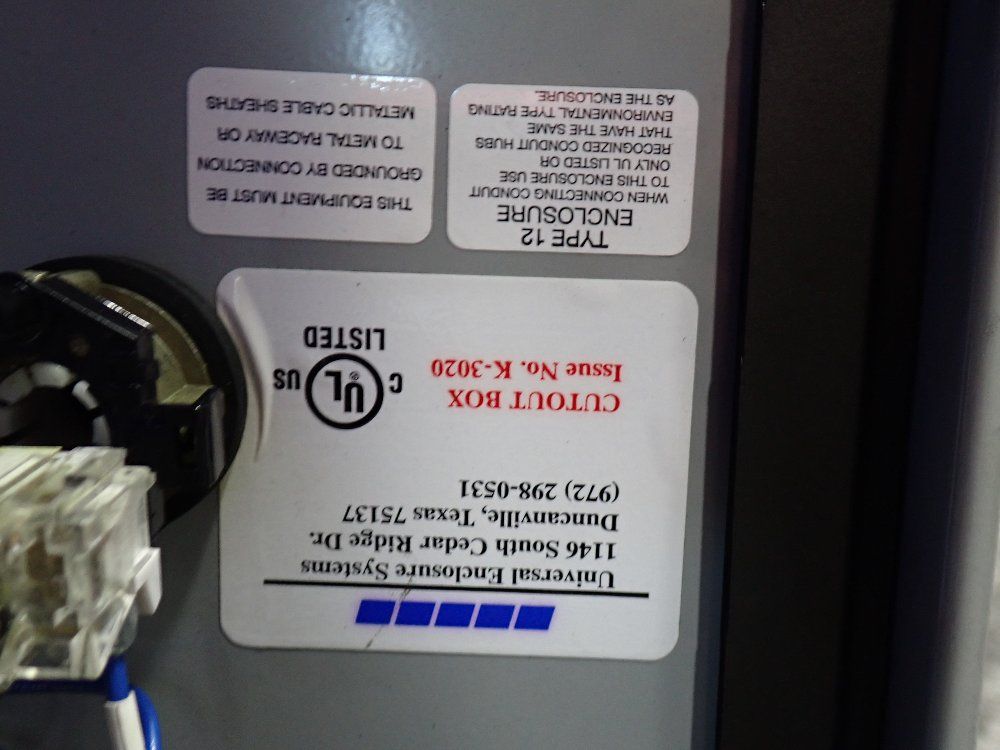 Universal Enclosure Systems
1146 South Cedar Ridge Dr.
Duncanville, Texas 75137
(972) 298-0531
CUTOUT BOX
Issue No. K-3020
C UL US
®
LISTED
TYPE 12
ENCLOSURE
WHEN CONNECTING CONDUIT
TO THIS ENCLOSURE USE
ONLY UL LISTED OR
RECOGNIZED CONDUIT HUBS
THAT HAVE THE SAME
ENVIRONMENTAL TYPE RATING
AS THE ENCLOSURE.
THIS EQUIPMENT MUST BE
GROUNDED BY CONNECTION
TO METAL RACEWAY OR
METALLIC CABLE SHEATHS